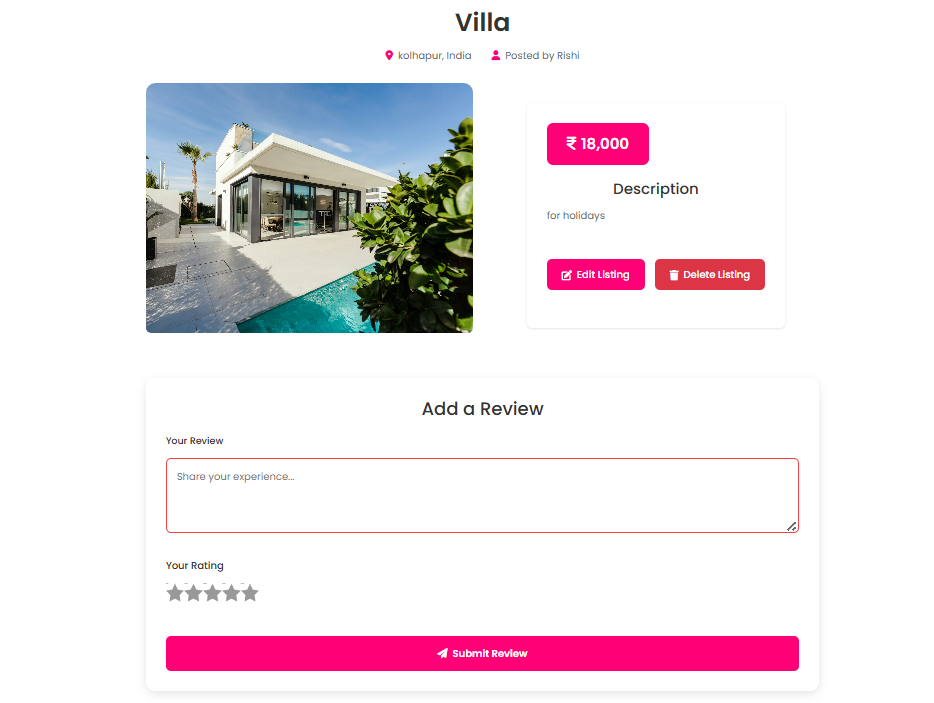 Villa
kolhapur, India Posted by Rishi
₹ 18,000
Description
for holidays
Edit Listing Delete Listing
Add a Review
Your Review
Share your experience...
Your Rating
Submit Review